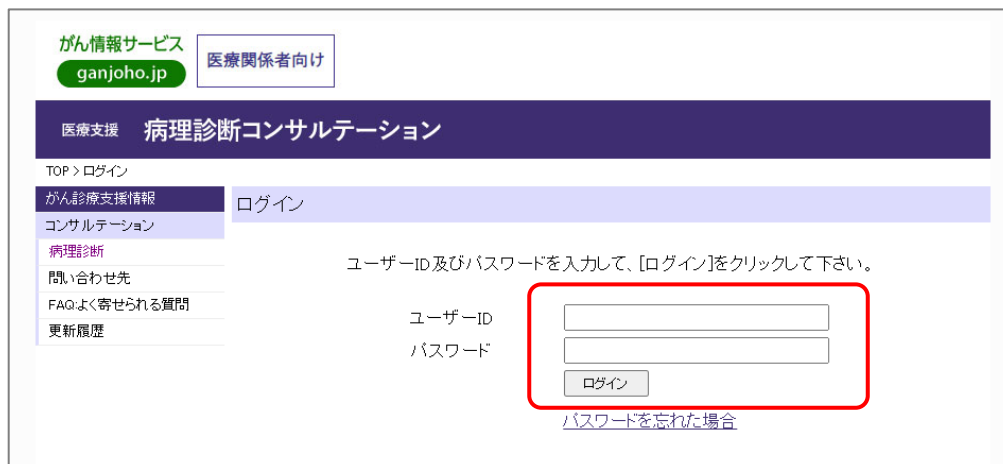 がん情報サービス
ganjoho.jp
医療関係者向け
医療支援 病理診断コンサルテーション
TOP > ログイン
がん診療支援情報
コンサルテーション
病理診断
問い合わせ先
FAQ:よく寄せられる質問
更新履歴
ログイン
ユーザーID及びパスワードを入力して、[ログイン]をクリックして下さい。
ユーザーID
パスワード
ログイン
パスワードを忘れた場合